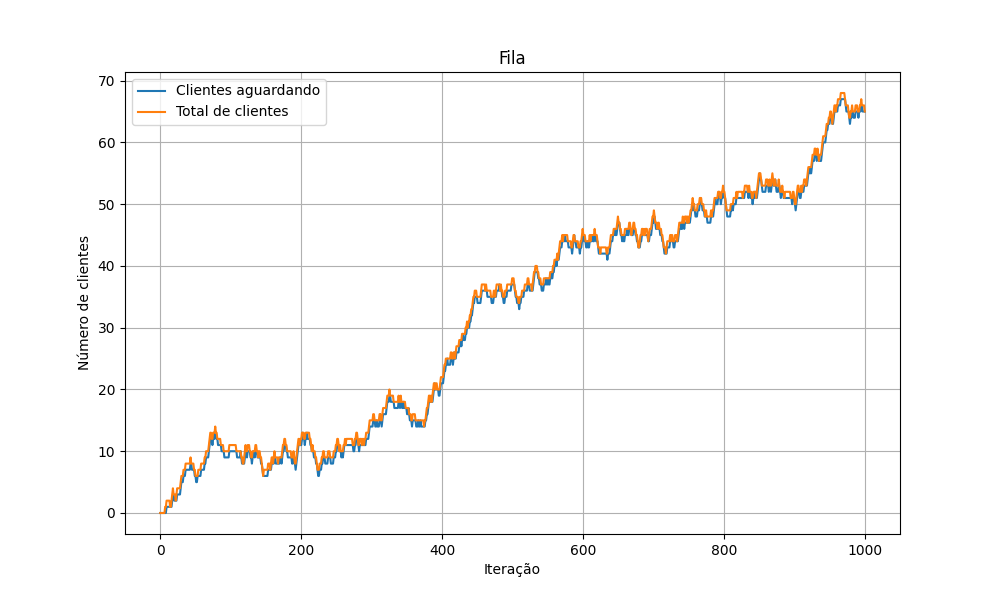 Fila
Clientes aguardando
Total de clientes
Número de clientes
70
60
50
40
30
20
10
0
0 200 400 600 800 1000
Iteração